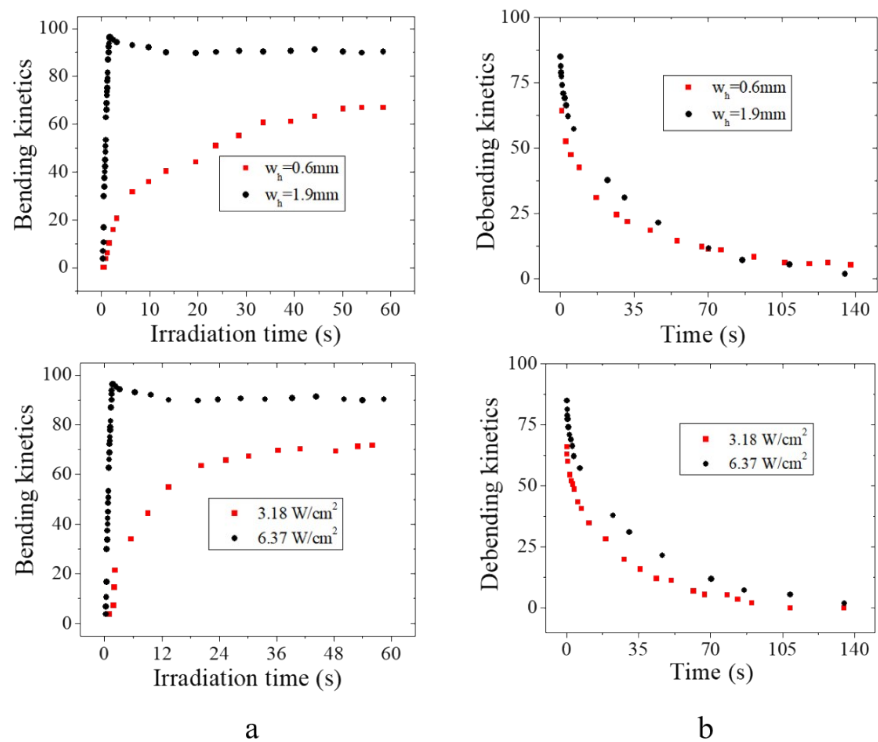 100
80
60
40
20
0
Bending kinetics
w_h=0.6mm
w_h=1.9mm
0 10 20 30 40 50 60
Irradiation time (s)
100
75
50
25
0
Debending kinetics
w_h=0.6mm
w_h=1.9mm
0 35 70 105 140
Time (s)
100
80
60
40
20
0
Bending kinetics
3.18 W/cm²
6.37 W/cm²
0 12 24 36 48 60
Irradiation time (s)
100
75
50
25
0
Debending kinetics
3.18 W/cm²
6.37 W/cm²
0 35 70 105 140
Time (s)
a
b